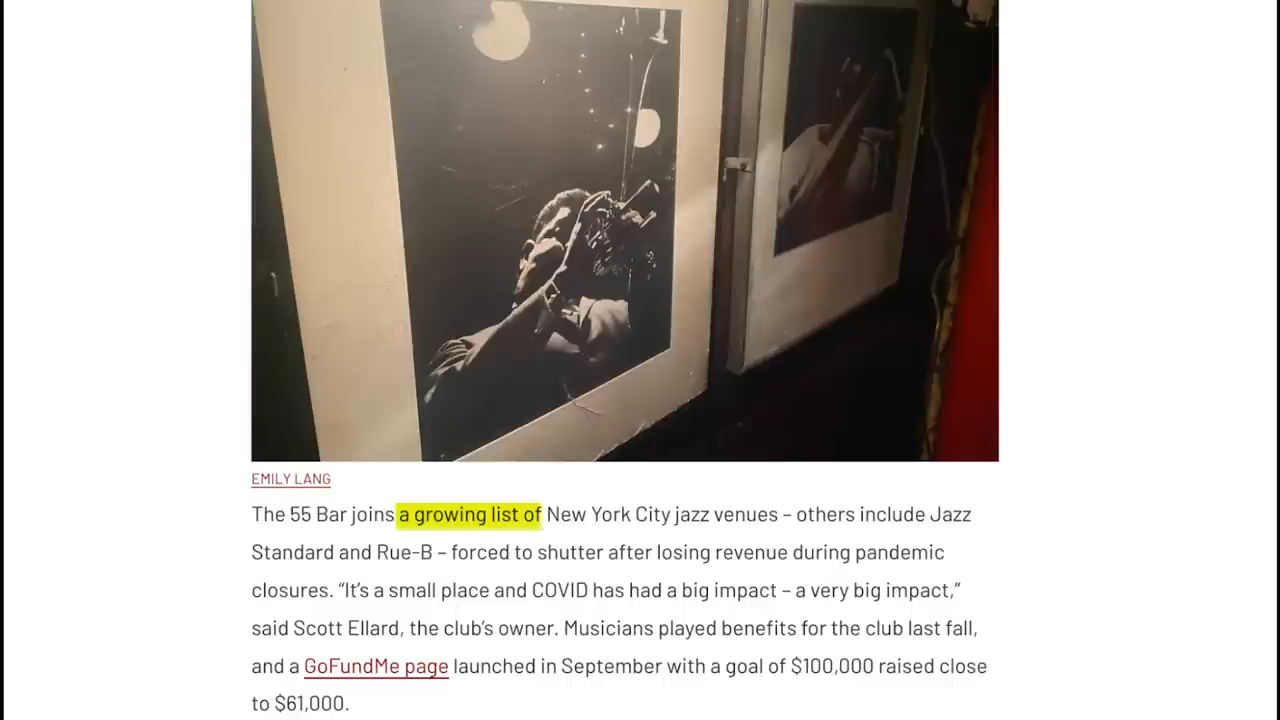 EMILY LANG
The 55 Bar joins a growing list of New York City jazz venues – others include Jazz
Standard and Rue-B – forced to shutter after losing revenue during pandemic
closures. “It’s a small place and COVID has had a big impact – a very big impact,”
said Scott Ellard, the club’s owner. Musicians played benefits for the club last fall,
and a GoFundMe page launched in September with a goal of $100,000 raised close
to $61,000.